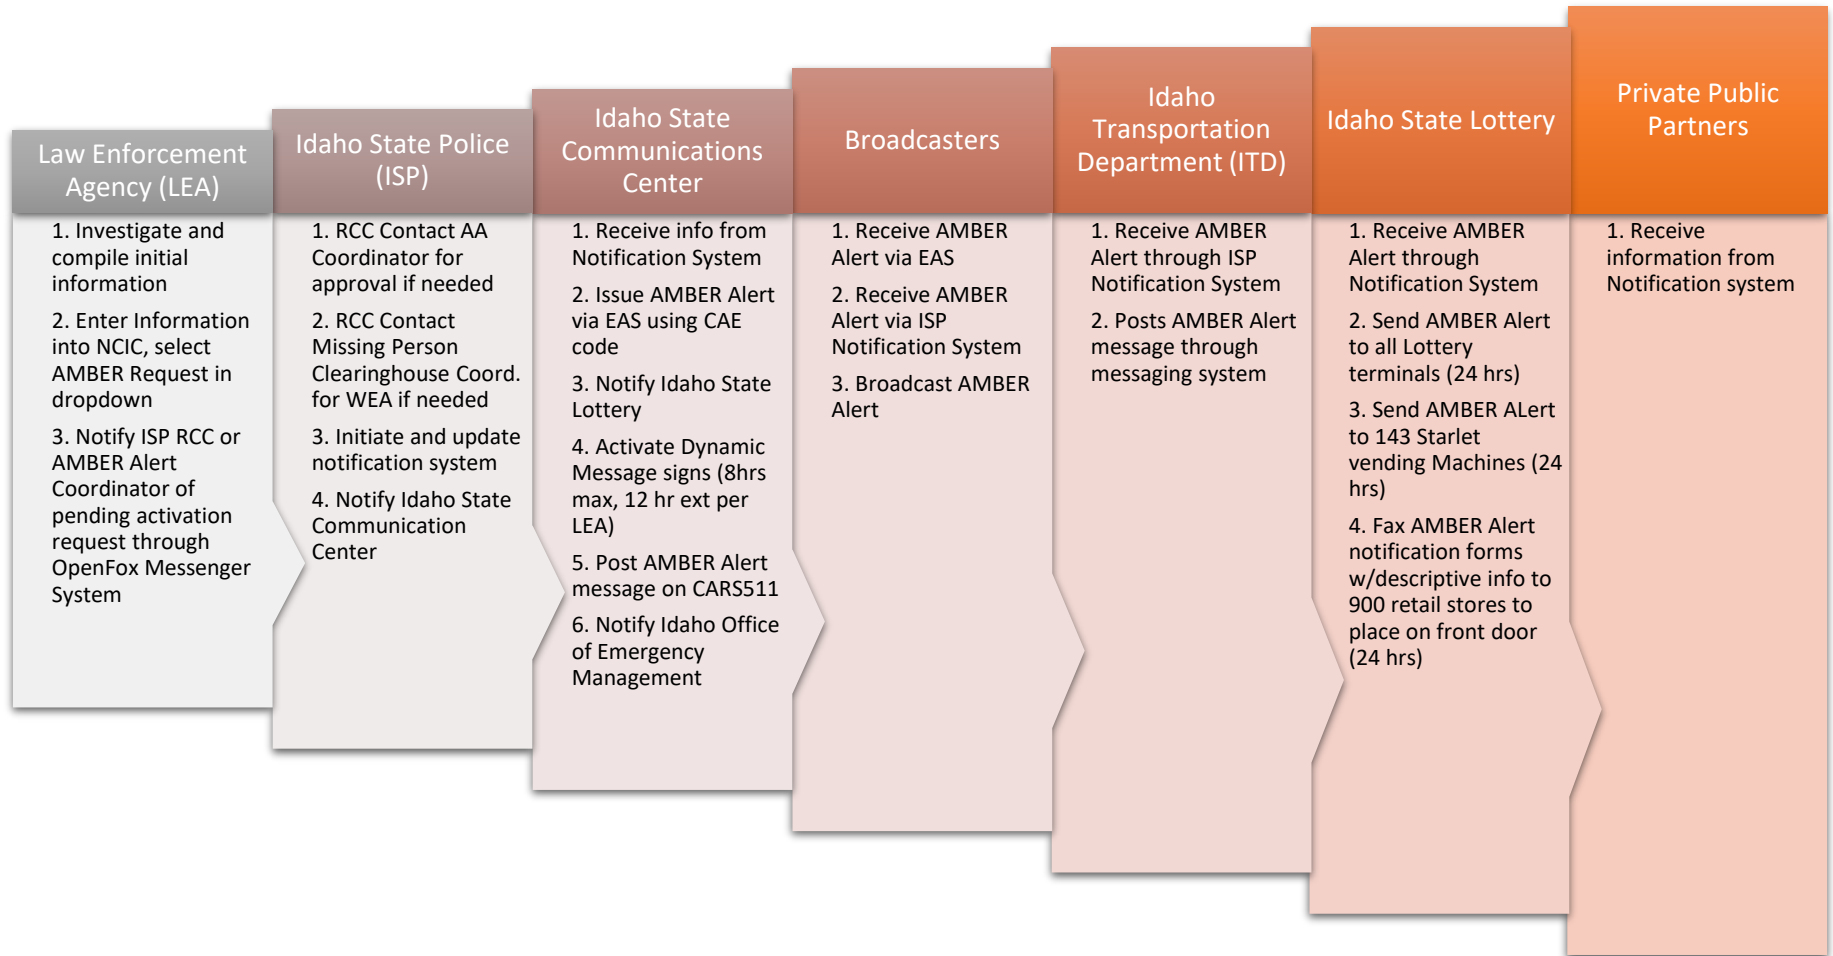 Law Enforcement
Agency (LEA)
1. Investigate and
compile initial
information
2. Enter Information
into NCIC, select
AMBER Request in
dropdown
3. Notify ISP RCC or
AMBER Alert
Coordinator of
pending activation
request through
OpenFox Messenger
System
Idaho State Police
(ISP)
1. RCC Contact AA
Coordinator for
approval if needed
2. RCC Contact
Missing Person
Clearinghouse Coord.
for WEA if needed
3. Initiate and update
notification system
4. Notify Idaho State
Communication
Center
Idaho State
Communications
Center
1. Receive info from
Notification System
2. Issue AMBER Alert
via EAS using CAE
code
3. Notify Idaho State
Lottery
4. Activate Dynamic
Message signs (8hrs
max, 12 hr ext per
LEA)
5. Post AMBER Alert
message on CARS511
6. Notify Idaho Office
of Emergency
Management
Broadcasters
1. Receive AMBER
Alert via EAS
2. Receive AMBER
Alert via ISP
Notification System
3. Broadcast AMBER
Alert
Idaho
Transportation
Department (ITD)
1. Receive AMBER
Alert through ISP
Notification System
2. Posts AMBER Alert
message through
messaging system
Idaho State Lottery
1. Receive AMBER
Alert through
Notification System
2. Send AMBER Alert
to all Lottery
terminals (24 hrs)
3. Send AMBER ALert
to 143 Starlet
vending Machines (24
hrs)
4. Fax AMBER Alert
notification forms
w/descriptive info to
900 retail stores to
place on front door
(24 hrs)
Private Public
Partners
1. Receive
information from
Notification system